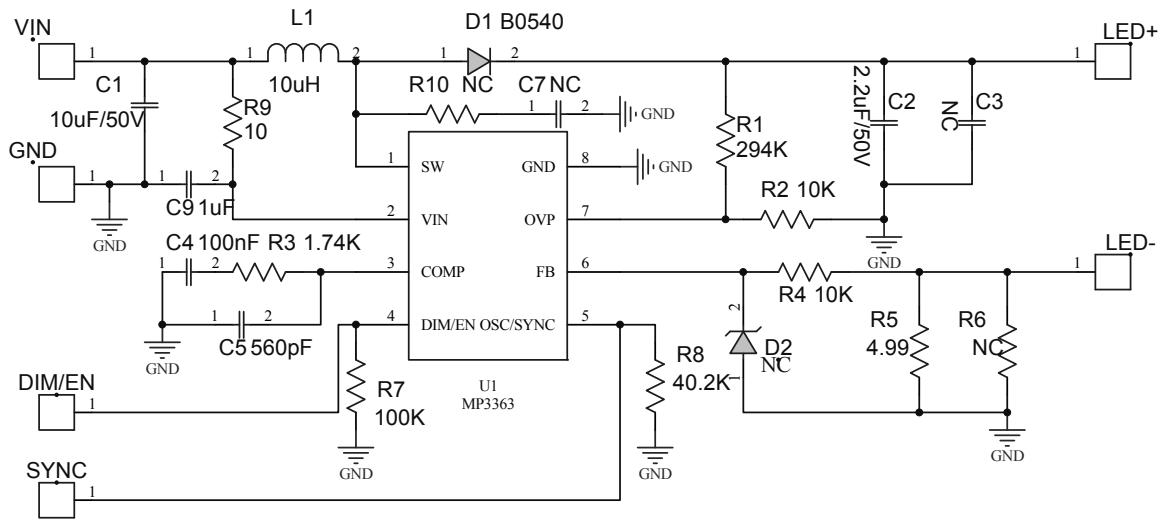 VIN
1
L1
1
2
10uH
D1 B0540
1
2
LED+
1
C1
10uF/50V
R9
10
R10 NC
C7 NC
1
2
GND
R1
294K
2.2uF/50V
C2
NC
C3
GND
1
1
2
C9 1uF
GND
1
SW
GND
8
GND
2
VIN
OVP
7
R2 10K
GND
C4 100nF R3 1.74K
1
2
3
COMP
FB
6
R4 10K
LED-
1
1
2
C5 560pF
GND
4
DIM/EN OSC/SYNC
5
2
D2
NC
1
R5
4.99
R6
NC
U1
MP3363
R8
40.2K
R7
100K
DIM/EN
1
GND
GND
GND
SYNC
1